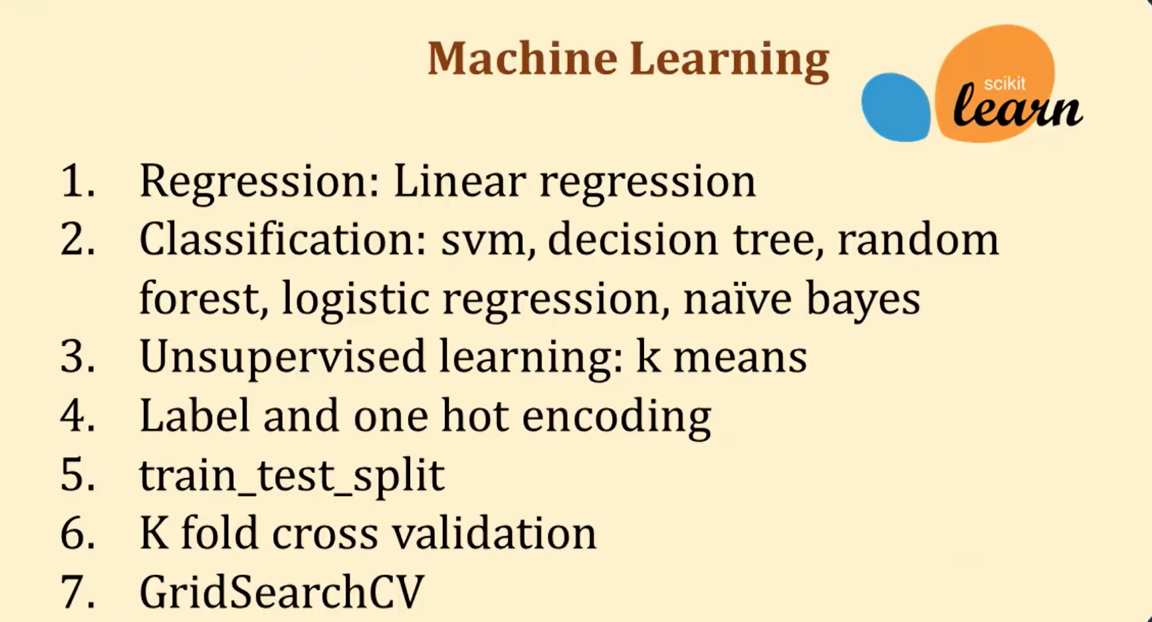 Machine Learning
scikit
learn
1. Regression: Linear regression
2. Classification: svm, decision tree, random
forest, logistic regression, naïve bayes
3. Unsupervised learning: k means
4. Label and one hot encoding
5. train_test_split
6. K fold cross validation
7. GridSearchCV